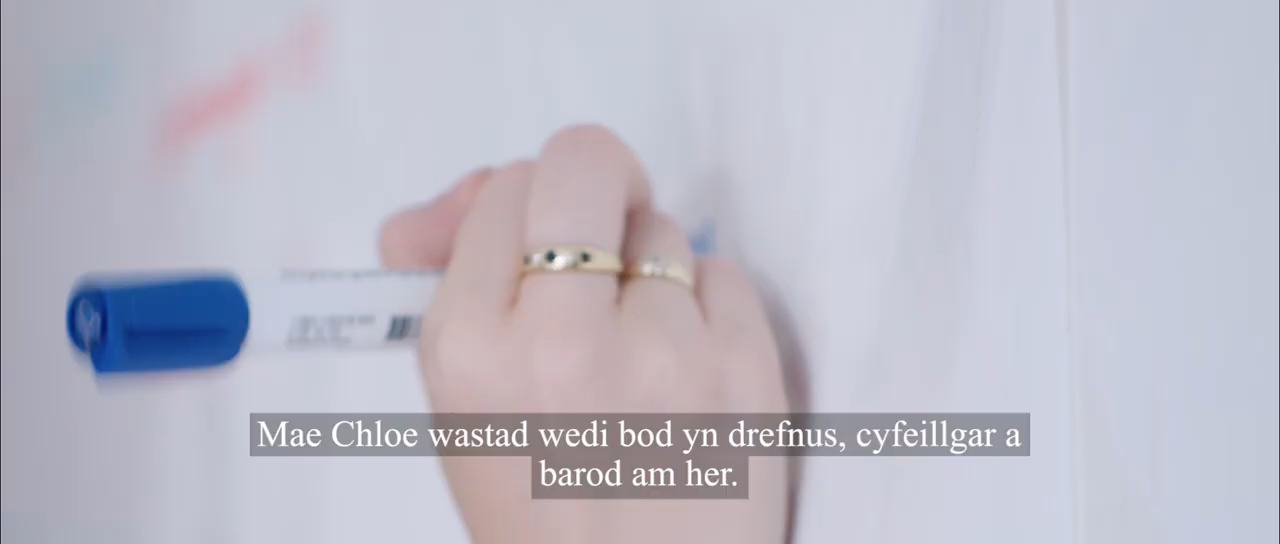 Mae Chloe wastad wedi bod yn drefnus, cyfeillgar a
barod am her.